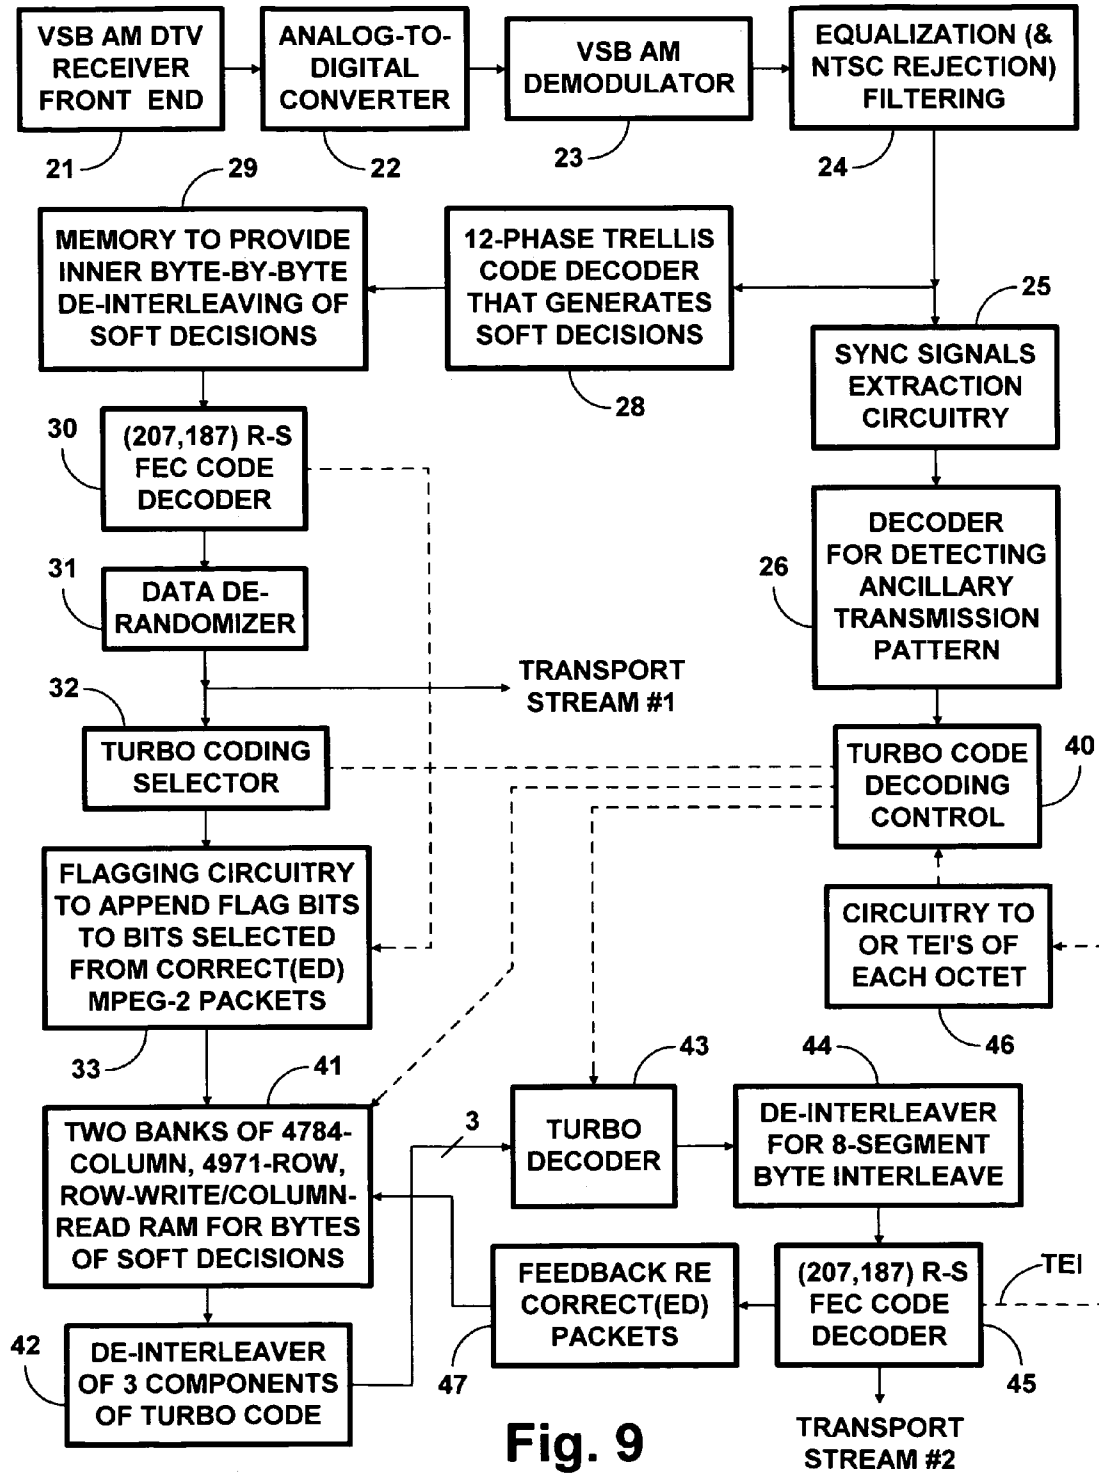 VSB AM DTV
RECEIVER
FRONT END
21
ANALOG-TO-
DIGITAL
CONVERTER
22
VSB AM
DEMODULATOR
23
EQUALIZATION (&
NTSC REJECTION)
FILTERING
24
29
MEMORY TO PROVIDE
INNER BYTE-BY-BYTE
DE-INTERLEAVING OF
SOFT DECISIONS
12-PHASE TRELLIS
CODE DECODER
THAT GENERATES
SOFT DECISIONS
28
25
SYNC SIGNALS
EXTRACTION
CIRCUITRY
30
(207,187) R-S
FEC CODE
DECODER
26
DECODER
FOR DETECTING
ANCILLARY
TRANSMISSION
PATTERN
31
DATA DE-
RANDOMIZER
TRANSPORT
STREAM #1
32
TURBO CODING
SELECTOR
TURBO CODE
DECODING
CONTROL
40
FLAGGING CIRCUITRY
TO APPEND FLAG BITS
TO BITS SELECTED
FROM CORRECT(ED)
MPEG-2 PACKETS
33
CIRCUITRY TO
OR TEI'S OF
EACH OCTET
46
41
TWO BANKS OF 4784-
COLUMN, 4971-ROW,
ROW-WRITE/COLUMN-
READ RAM FOR BYTES
OF SOFT DECISIONS
3
43
TURBO
DECODER
44
DE-INTERLEAVER
FOR 8-SEGMENT
BYTE INTERLEAVE
FEEDBACK RE
CORRECT(ED)
PACKETS
47
(207,187) R-S
FEC CODE
DECODER
45
TEI
42
DE-INTERLEAVER
OF 3 COMPONENTS
OF TURBO CODE
TRANSPORT
STREAM #2
Fig. 9